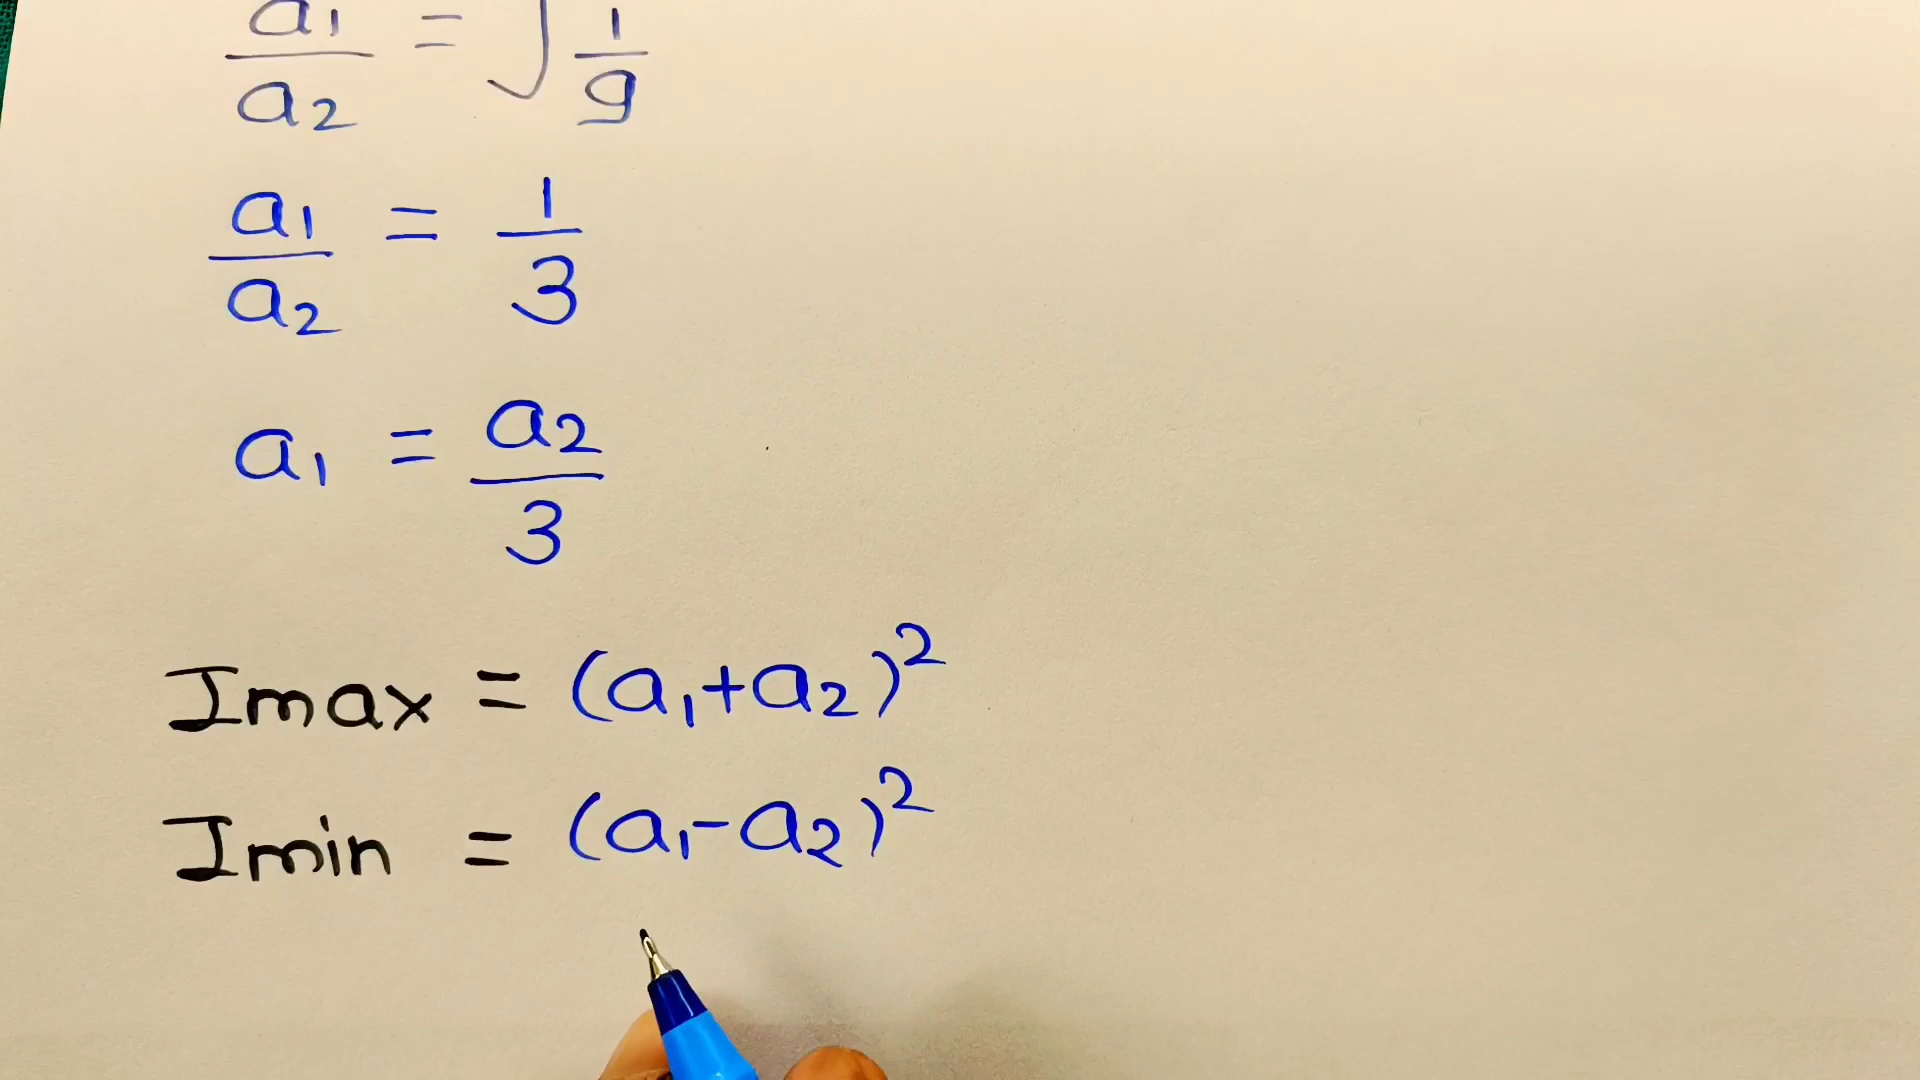 a1/a2 = √1/9
a1/a2 = 1/3
a1 = a2/3
Imax = (a1+a2)²
Imin = (a1-a2)²